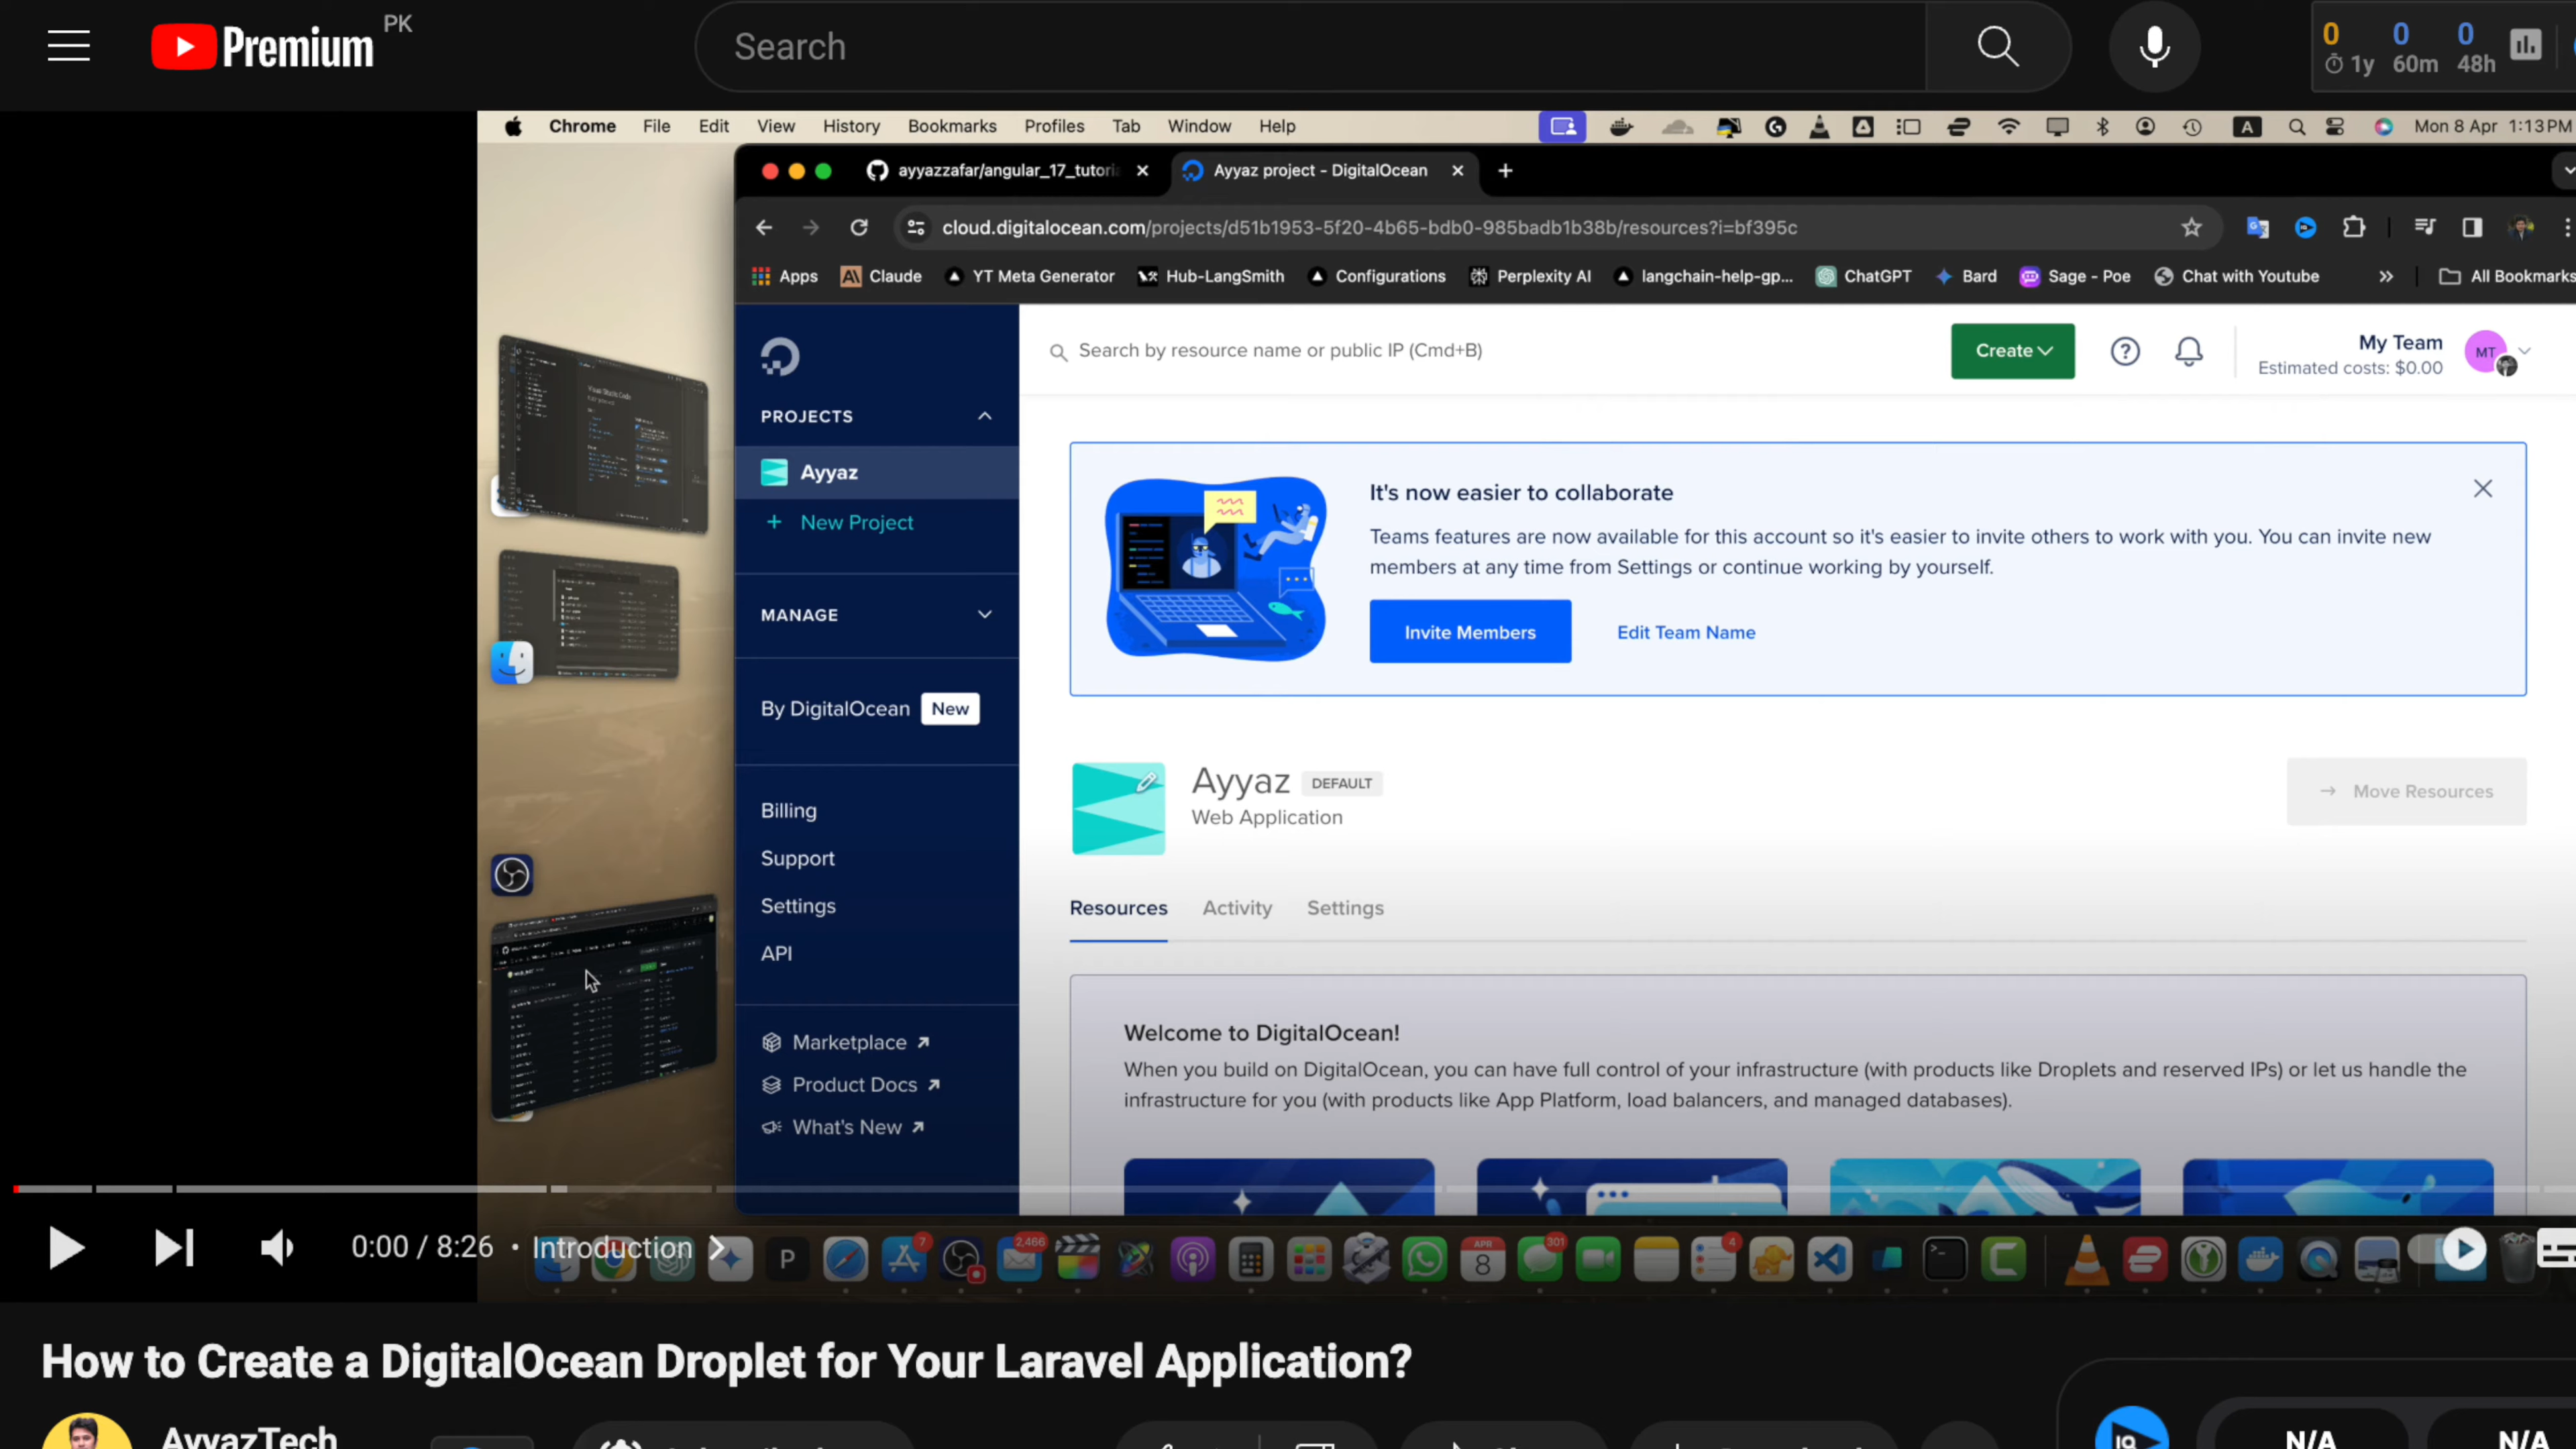 Premium PK
Search
0 0 0
1y 60m 48h
Chrome File Edit View History Bookmarks Profiles Tab Window Help
A
Mon 8 Apr 1:13 PM
ayyazzafar/angular_17_tutori
Ayyaz project - DigitalOcean
cloud.digitalocean.com/projects/d51b1953-5f20-4b65-bdb0-985badb1b38b/resources?i=bf395c
Apps Claude YT Meta Generator Hub-LangSmith Configurations Perplexity AI langchain-help-gp... ChatGPT Bard Sage - Poe Chat with Youtube » All Bookmarks
Search by resource name or public IP (Cmd+B)
Create
My Team
Estimated costs: $0.00
MT
PROJECTS
Ayyaz
+ New Project
MANAGE
By DigitalOcean New
Billing
Support
Settings
API
Marketplace
Product Docs
What's New
It's now easier to collaborate
Teams features are now available for this account so it's easier to invite others to work with you. You can invite new
members at any time from Settings or continue working by yourself.
Invite Members Edit Team Name
Ayyaz DEFAULT
Web Application
→ Move Resources
Resources Activity Settings
Welcome to DigitalOcean!
When you build on DigitalOcean, you can have full control of your infrastructure (with products like Droplets and reserved IPs) or let us handle the
infrastructure for you (with products like App Platform, load balancers, and managed databases).
0:00 / 8:26 • Introduction
7 2,466 APR 8 301 4
How to Create a DigitalOcean Droplet for Your Laravel Application?
AyyazTech
IQ
N/A N/A